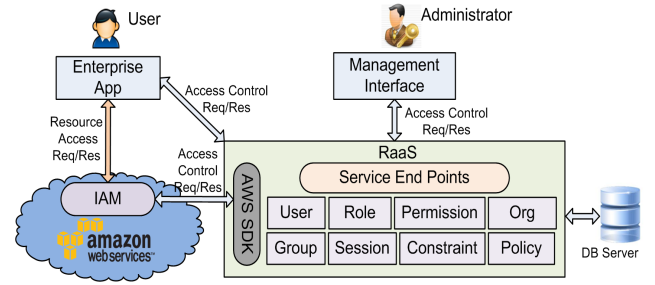 User
Administrator
Enterprise
App
Management
Interface
Access Control
Req/Res
Access Control
Req/Res
Resource
Access
Req/Res
Access
Control
Req/Res
RaaS
Service End Points
AWS SDK
IAM
User
Role
Permission
Org
Group
Session
Constraint
Policy
amazon
webservices™
DB Server